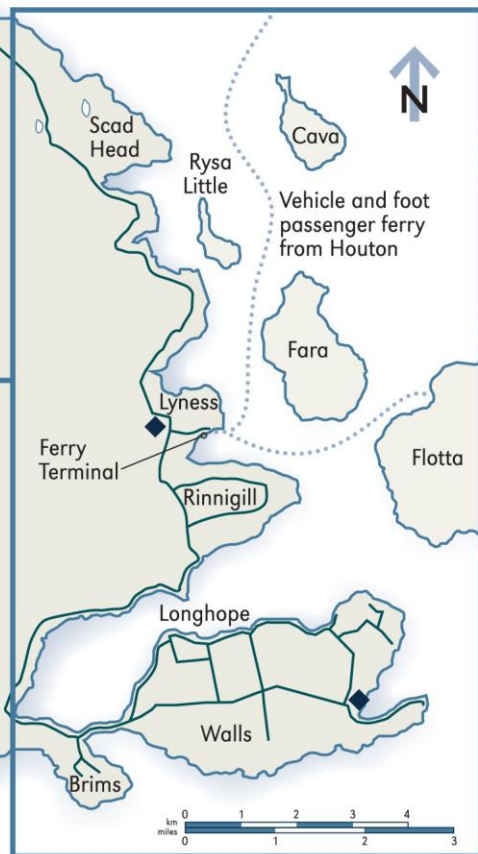 Scad
Head
Cava
N
Rysa
Little
Vehicle and foot
passenger ferry
from Houton
Fara
Lyness
Ferry
Terminal
Flotta
Rinnigill
Longhope
Walls
Brims
km 0 1 2 3 4
miles 0 1 2 3